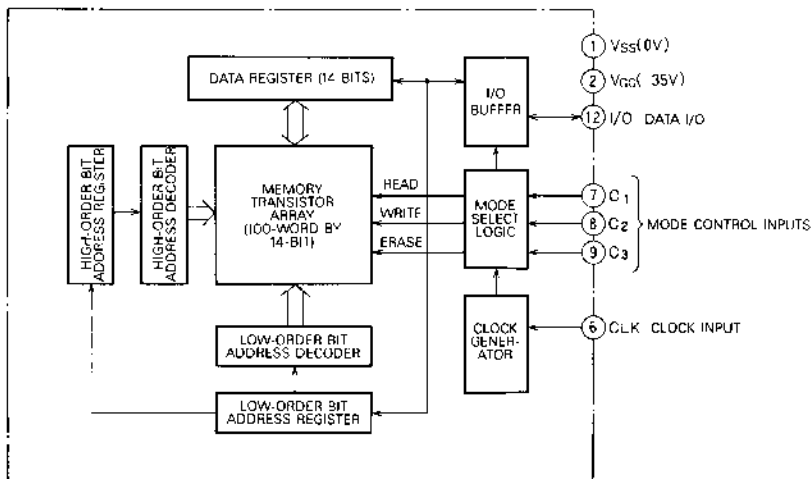 DATA REGISTER (14 BITS)
I/O
BUFFER
1 VSS(0V)
2 VGG( 35V)
12 I/O DATA I/O
HIGH-ORDER BIT
ADDRESS REGISTER
HIGH-ORDER BIT
ADDRESS DECODER
MEMORY
TRANSISTOR
ARRAY
(100-WORD BY
14-BIT)
READ
WRITE
ERASE
MODE
SELECT
LOGIC
7 C1
8 C2
9 C3
MODE CONTROL INPUTS
LOW-ORDER BIT
ADDRESS DECODER
CLOCK
GENER-
ATOR
6 CLK CLOCK INPUT
LOW-ORDER BIT
ADDRESS REGISTER